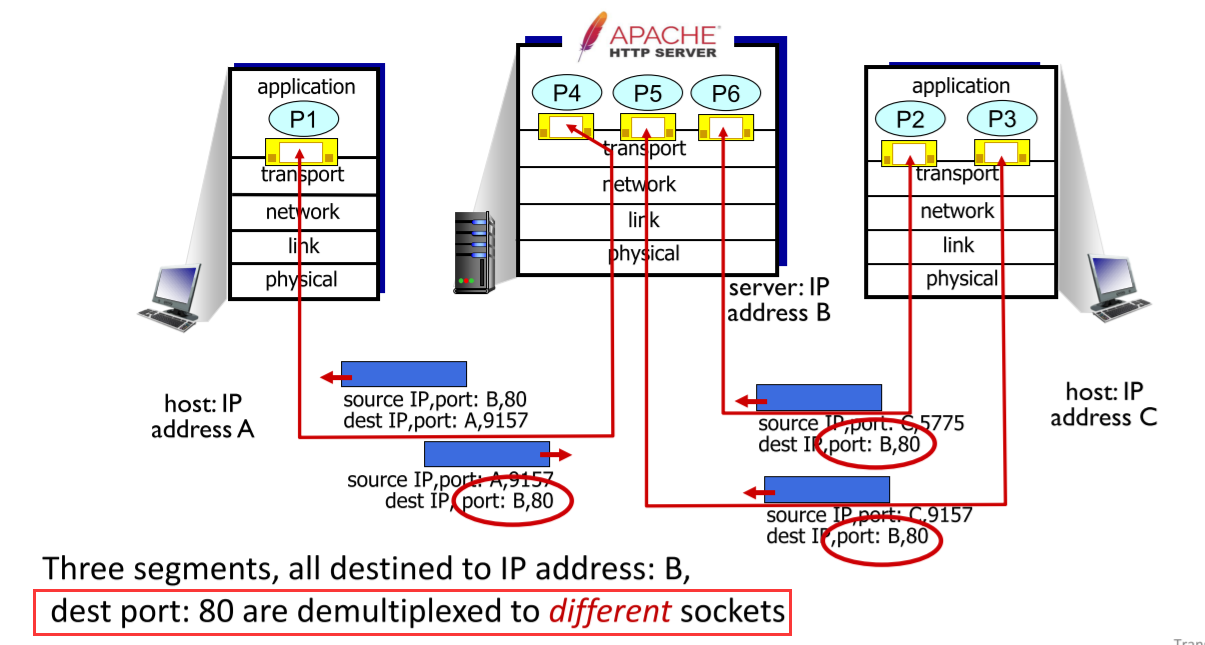 APACHE
HTTP SERVER
application
P1
transport
network
link
physical
P4 P5 P6
transport
network
link
physical
application
P2 P3
transport
network
link
physical
server: IP
address B
host: IP
address A
host: IP
address C
source IP,port: B,80
dest IP,port: A,9157
source IP,port: A,9157
dest IP, port: B,80
source IP,port: C,5775
dest IP,port: B,80
source IP,port: C,9157
dest IP,port: B,80
Three segments, all destined to IP address: B,
dest port: 80 are demultiplexed to different sockets